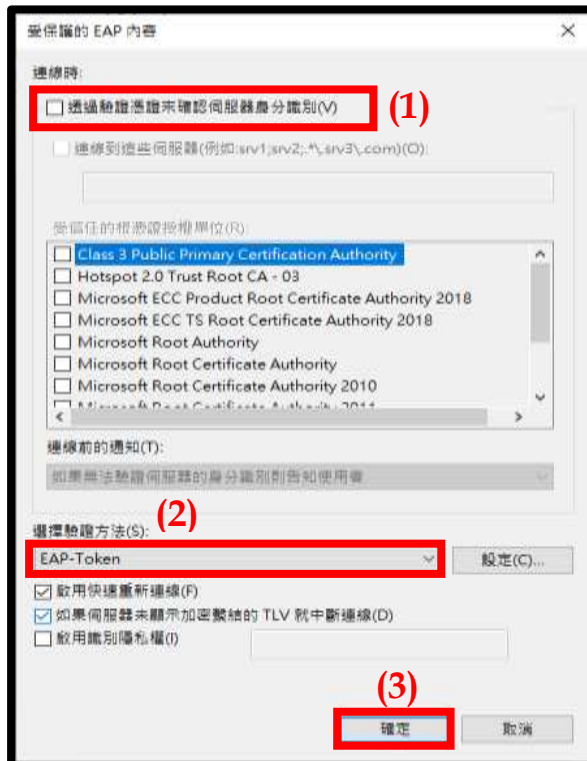 受保護的 EAP 內容
連線時:
透過驗證憑證來確認伺服器身分識別(V)
(1)
連線到這些伺服器(例如:srv1;srv2;.*\.srv3\.com)(O):
受信任的根憑證授權單位(R):
Class 3 Public Primary Certification Authority
Hotspot 2.0 Trust Root CA - 03
Microsoft ECC Product Root Certificate Authority 2018
Microsoft ECC TS Root Certificate Authority 2018
Microsoft Root Authority
Microsoft Root Certificate Authority
Microsoft Root Certificate Authority 2010
Microsoft Root Certificate Authority 2011
連線前的通知(T):
如果無法驗證伺服器的身分識別則告知使用者
(2)
選擇驗證方法(S):
EAP-Token
設定(C)...
啟用快速重新連線(F)
如果伺服器未顯示加密繫結的 TLV 就中斷連線(D)
啟用識別隱私權(I)
(3)
確定
取消